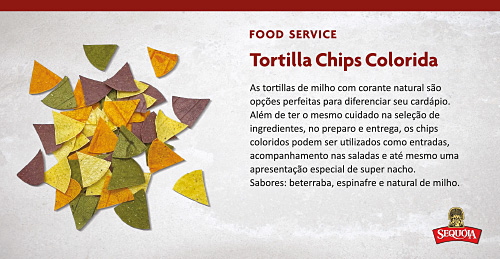 FOOD SERVICE
Tortilla Chips Colorida
As tortillas de milho com corante natural são
opções perfeitas para diferenciar seu cardápio.
Além de ter o mesmo cuidado na seleção de
ingredientes, no preparo e entrega, os chips
coloridos podem ser utilizados como entradas,
acompanhamento nas saladas e até mesmo uma
apresentação especial de super nacho.
Sabores: beterraba, espinafre e natural de milho.
SEQUOIA